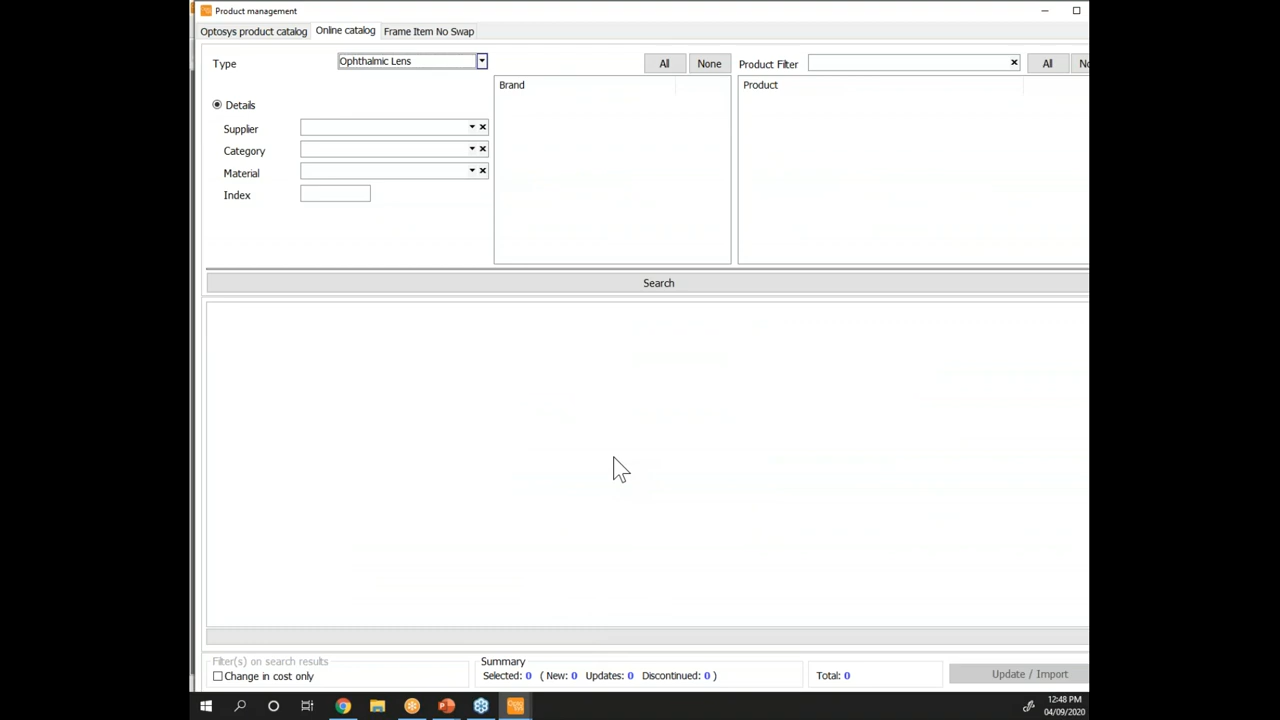 Product management
Optosys product catalog
Online catalog
Frame Item No Swap
Type
Ophthalmic Lens
All
None
Product Filter
All
Details
Brand
Product
Supplier
Category
Material
Index
Search
Filter(s) on search results
Change in cost only
Summary
Selected: 0 ( New: 0 Updates: 0 Discontinued: 0 )
Total: 0
Update / Import
12:48 PM
04/09/2020